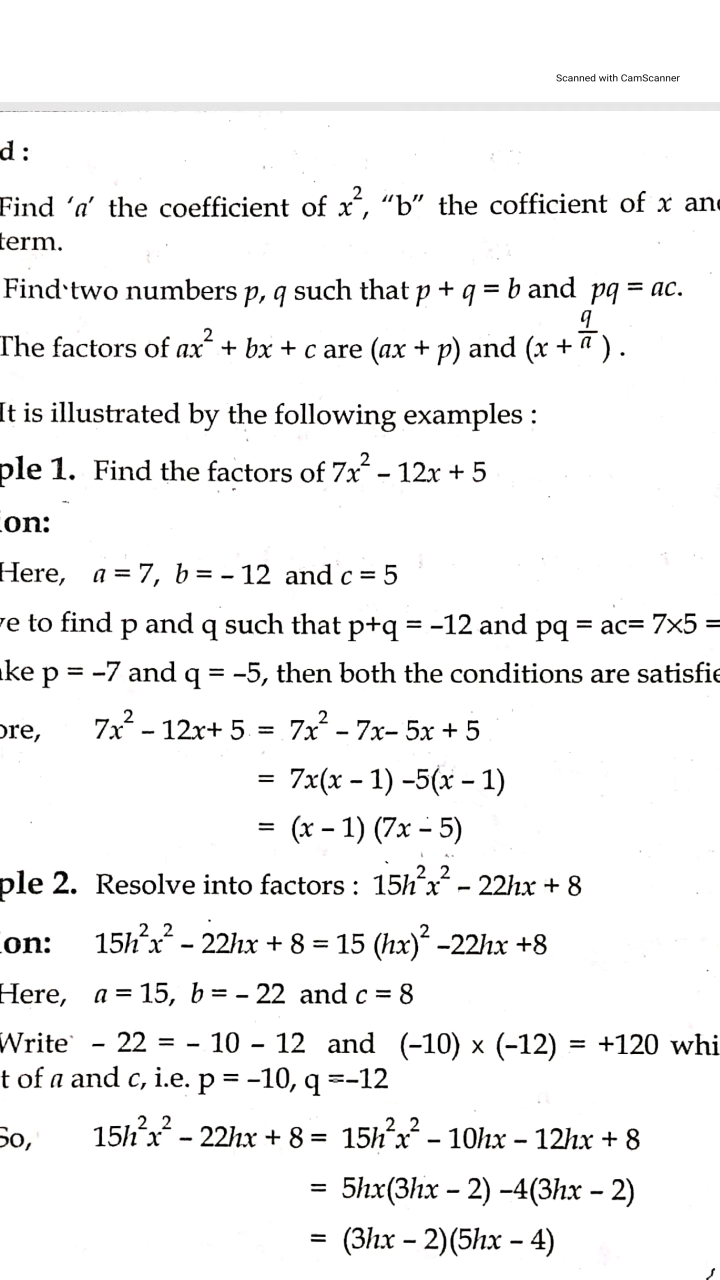 Scanned with CamScanner
d :
Find 'a' the coefficient of x², "b" the cofficient of x and
term.
Find two numbers p, q such that p + q = b and pq = ac.
The factors of ax² + bx + c are (ax + p) and (x + q/a) .
It is illustrated by the following examples :
ple 1. Find the factors of 7x² – 12x + 5
ion:
Here, a = 7, b = – 12 and c = 5
ve to find p and q such that p+q = –12 and pq = ac= 7×5 =
ake p = –7 and q = –5, then both the conditions are satisfie
ore, 7x² – 12x+ 5 = 7x² – 7x– 5x + 5
= 7x(x – 1) –5(x – 1)
= (x – 1) (7x – 5)
ple 2. Resolve into factors : 15h²x² – 22hx + 8
ion: 15h²x² – 22hx + 8 = 15 (hx)² –22hx +8
Here, a = 15, b = – 22 and c = 8
Write – 22 = – 10 – 12 and (–10) × (–12) = +120 whi
t of a and c, i.e. p = –10, q =–12
So, 15h²x² – 22hx + 8 = 15h²x² – 10hx – 12hx + 8
= 5hx(3hx – 2) –4(3hx – 2)
= (3hx – 2)(5hx – 4)